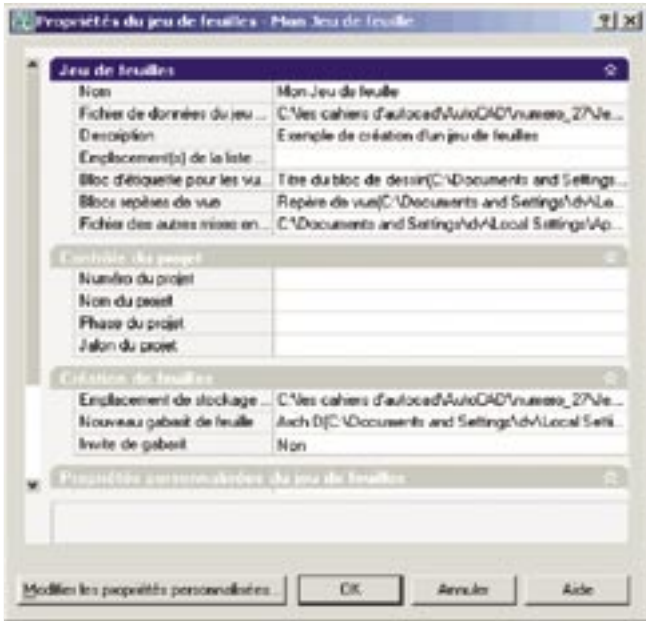 Propriétés du jeu de feuilles - Mon Jeu de feuille
Jeu de feuilles
Nom Mon Jeu de feuille
Fichier de données du jeu ... C:\les cahiers d'autocad\AutoCAD\numero_27\Je...
Description Exemple de création d'un jeu de feuilles
Emplacement(s) de la liste ...
Bloc d'étiquette pour les vu... Titre du bloc de dessin(C:\Documents and Settings...
Blocs repères de vue Repère de vue(C:\Documents and Settings\dv\Lo...
Fichier des autres mises en... C:\Documents and Settings\dv\Local Settings\Ap...
Contrôle du projet
Numéro du projet
Nom du projet
Phase du projet
Jalon du projet
Création de feuilles
Emplacement de stockage ... C:\les cahiers d'autocad\AutoCAD\numero_27\Je...
Nouveau gabarit de feuille Arch D(C:\Documents and Settings\dv\Local Setti...
Invite de gabarit Non
Propriétés personnalisées du jeu de feuilles
Modifier les propriétés personnalisées... OK Annuler Aide